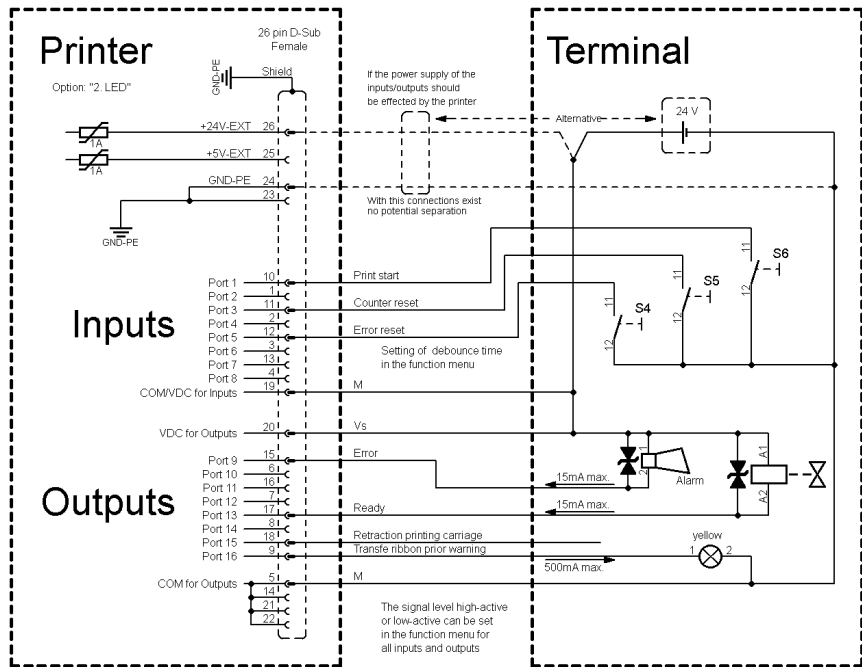 Printer
26 pin D-Sub
Female
Terminal
Option: "2. LED"
GND-PE
Shield
If the power supply of the
inputs/outputs should
be effected by the printer
Alternative
24 V
+24V-EXT 26
1A
+5V-EXT 25
1A
GND-PE 24
23
GND-PE
With this connections exist
no potential separation
Inputs
Port 1 10 Print start
Port 2 1
Port 3 11 Counter reset
Port 4 2
Port 5 12 Error reset
Port 6 3
Port 7 13
Port 8 4
COM/VDC for Inputs 19 M
Setting of debounce time
in the function menu
11 S6
12
11 S5
12
11 S4
12
VDC for Outputs 20 Vs
Outputs
Port 9 15 Error
Port 10 6
Port 11 16
Port 12 7
Port 13 17 Ready
Port 14 8
Port 15 18 Retraction printing carriage
Port 16 9 Transfe ribbon prior warning
COM for Outputs 5 M
14
21
22
1
2
Alarm
A1
A2
15mA max.
15mA max.
500mA max.
yellow
1 2
The signal level high-active
or low-active can be set
in the function menu for
all inputs and outputs